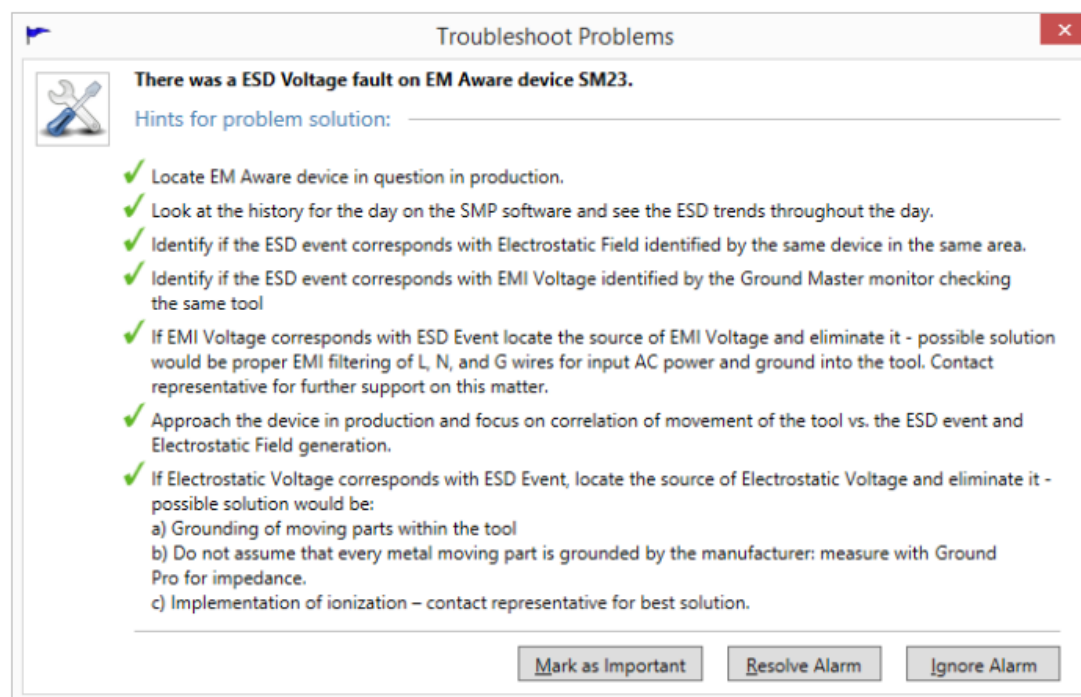 Troubleshoot Problems
There was a ESD Voltage fault on EM Aware device SM23.
Hints for problem solution:
Locate EM Aware device in question in production.
Look at the history for the day on the SMP software and see the ESD trends throughout the day.
Identify if the ESD event corresponds with Electrostatic Field identified by the same device in the same area.
Identify if the ESD event corresponds with EMI Voltage identified by the Ground Master monitor checking
the same tool
If EMI Voltage corresponds with ESD Event locate the source of EMI Voltage and eliminate it - possible solution
would be proper EMI filtering of L, N, and G wires for input AC power and ground into the tool. Contact
representative for further support on this matter.
Approach the device in production and focus on correlation of movement of the tool vs. the ESD event and
Electrostatic Field generation.
If Electrostatic Voltage corresponds with ESD Event, locate the source of Electrostatic Voltage and eliminate it -
possible solution would be:
a) Grounding of moving parts within the tool
b) Do not assume that every metal moving part is grounded by the manufacturer: measure with Ground
Pro for impedance.
c) Implementation of ionization – contact representative for best solution.
Mark as Important
Resolve Alarm
Ignore Alarm